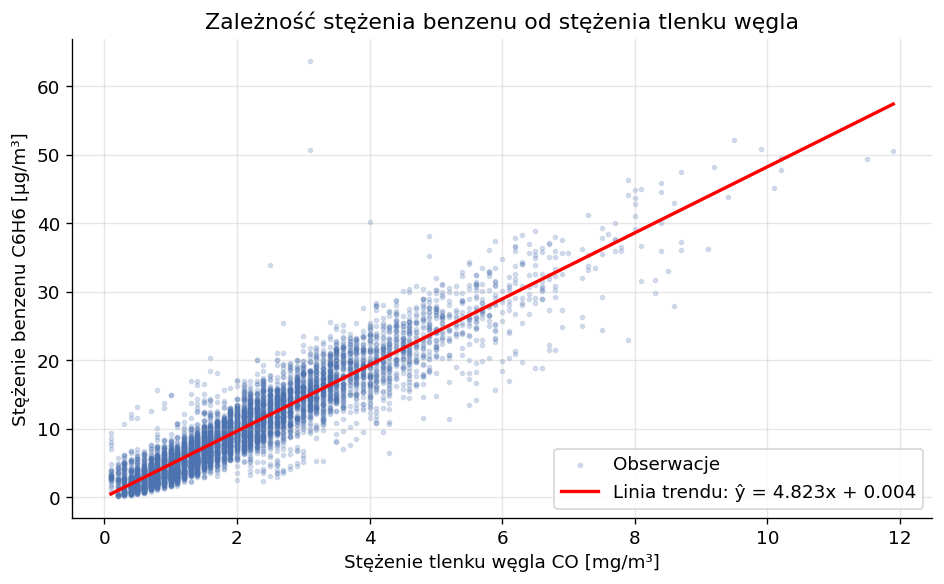 Zależność stężenia benzenu od stężenia tlenku węgla
Stężenie benzenu C6H6 [µg/m³]
60
50
40
30
20
10
0
Obserwacje
Linia trendu: ŷ = 4.823x + 0.004
0 2 4 6 8 10 12
Stężenie tlenku węgla CO [mg/m³]